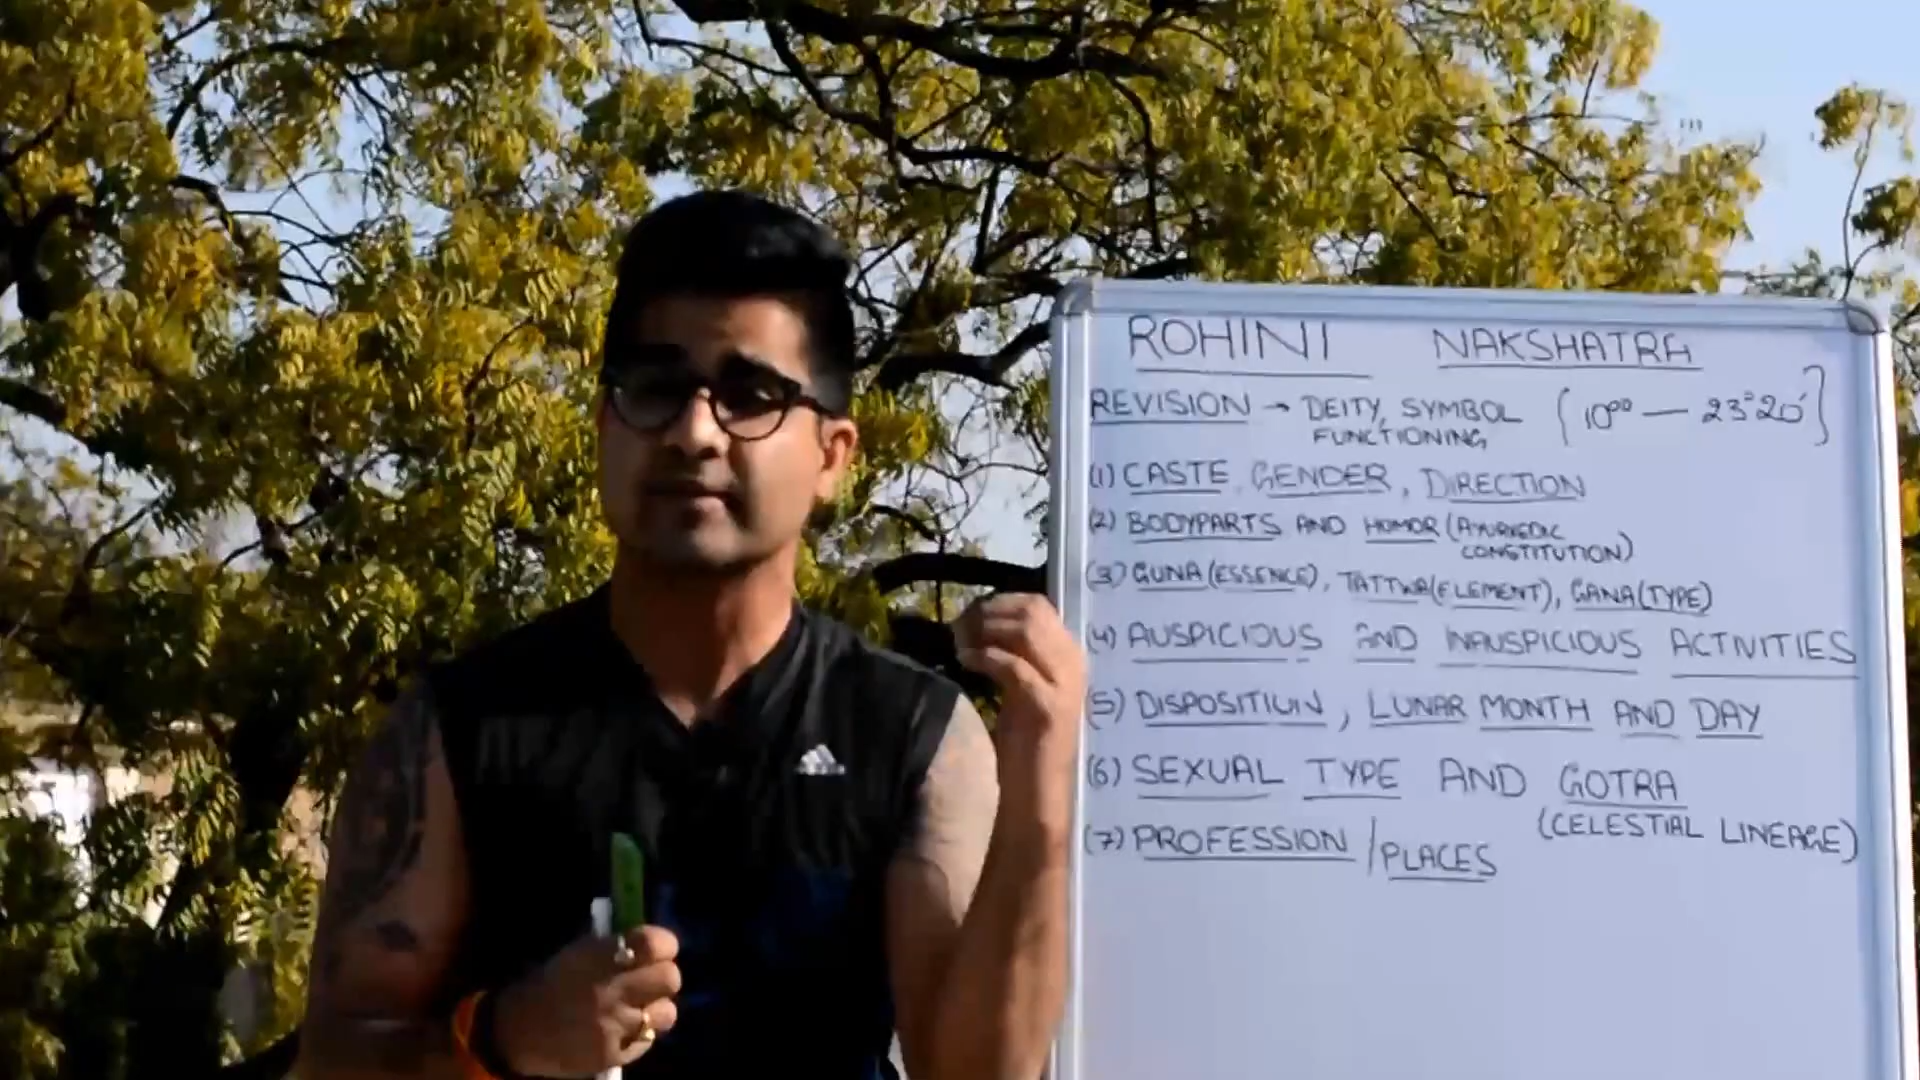 ROHINI NAKSHATRA
REVISION → DEITY, SYMBOL [10°00 — 23°20']
FUNCTIONING
(1) CASTE, GENDER, DIRECTION
(2) BODYPARTS AND HUMOR (AYURVEDIC
CONSTITUTION)
(3) GUNA (ESSENCE), TATTWA (ELEMENT), GANA (TYPE)
(4) AUSPICIOUS AND INAUSPICIOUS ACTIVITIES
(5) DISPOSITION, LUNAR MONTH AND DAY
(6) SEXUAL TYPE AND GOTRA
(CELESTIAL LINEAGE)
(7) PROFESSION / PLACES